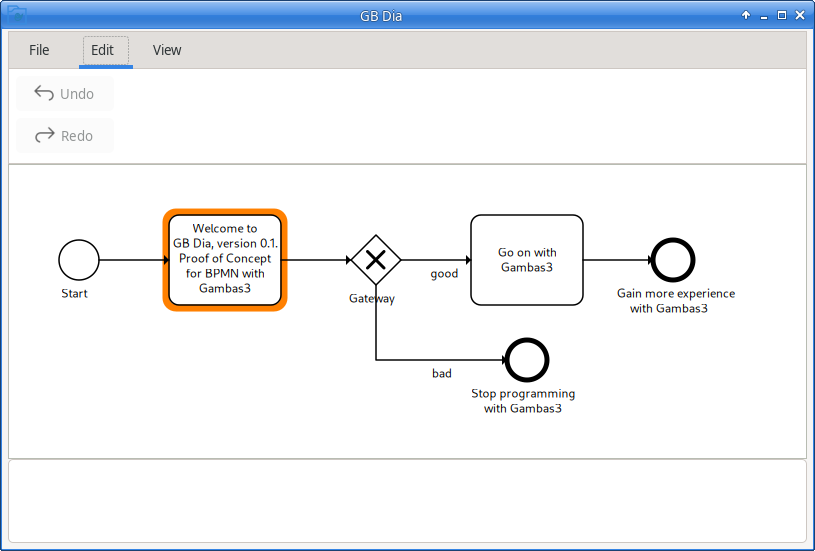 GB Dia
File Edit View
Undo
Redo
Start
Welcome to
GB Dia, version 0.1.
Proof of Concept
for BPMN with
Gambas3
Gateway
good
bad
Go on with
Gambas3
Gain more experience
with Gambas3
Stop programming
with Gambas3